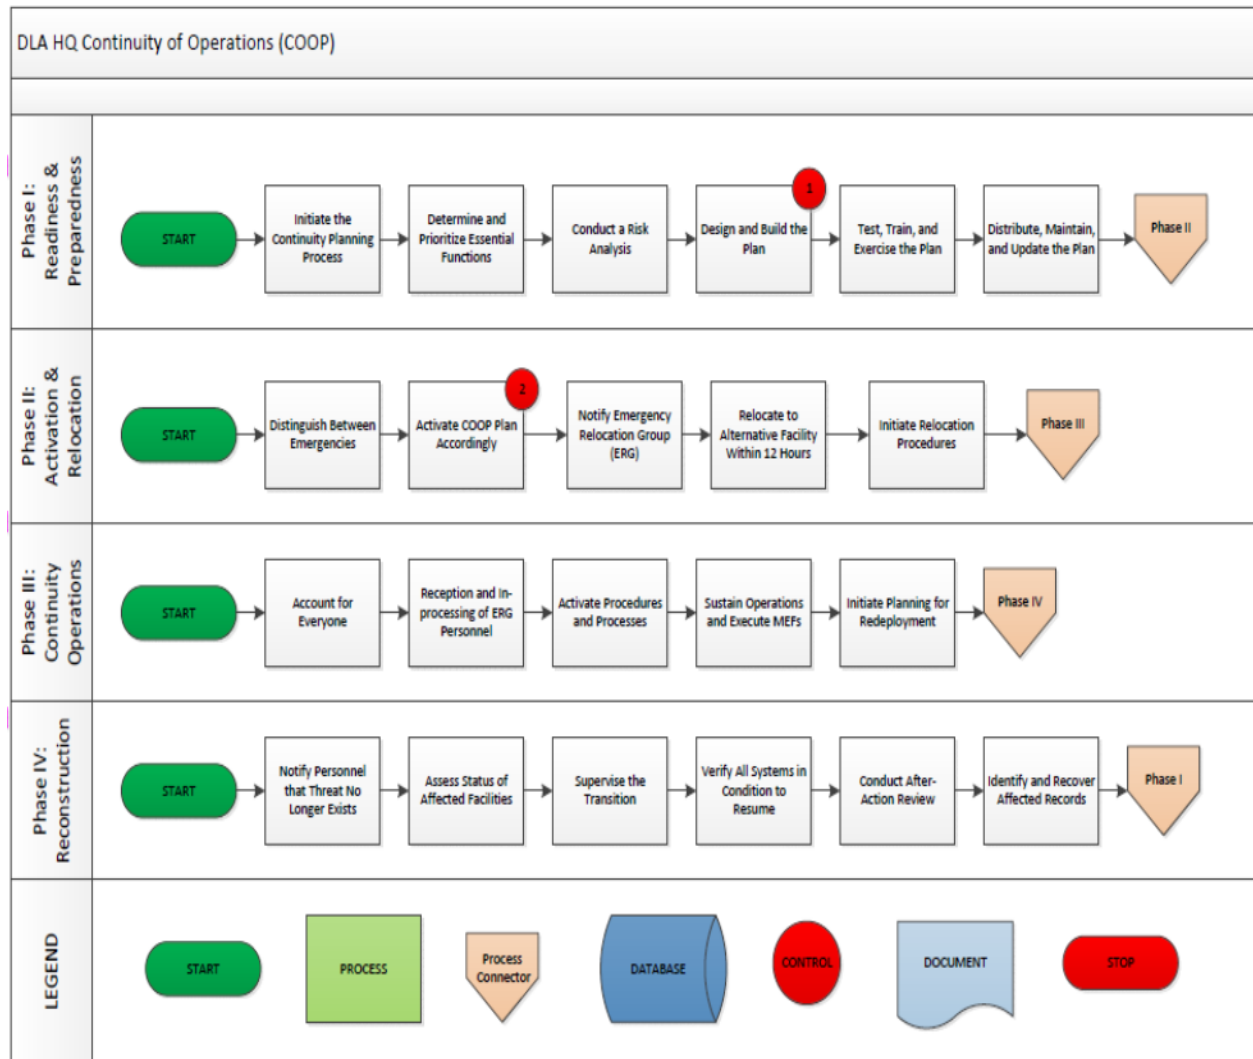 DLA HQ Continuity of Operations (COOP)
Phase I:
Readiness &
Preparedness
START
Initiate the
Continuity Planning
Process
Determine and
Prioritize Essential
Functions
Conduct a Risk
Analysis
Design and Build the
Plan
1
Test, Train, and
Exercise the Plan
Distribute, Maintain,
and Update the Plan
Phase II
Phase II:
Activation &
Relocation
START
Distinguish Between
Emergencies
Activate COOP Plan
Accordingly
2
Notify Emergency
Relocation Group
(ERG)
Relocate to
Alternative Facility
Within 12 Hours
Initiate Relocation
Procedures
Phase III
Phase III:
Continuity
Operations
START
Account for
Everyone
Reception and In-
processing of ERG
Personnel
Activate Procedures
and Processes
Sustain Operations
and Execute MEFs
Initiate Planning for
Redeployment
Phase IV
Phase IV:
Reconstruction
START
Notify Personnel
that Threat No
Longer Exists
Assess Status of
Affected Facilities
Supervise the
Transition
Verify All Systems in
Condition to
Resume
Conduct After-
Action Review
Identify and Recover
Affected Records
Phase I
LEGEND
START
PROCESS
Process
Connector
DATABASE
CONTROL
DOCUMENT
STOP